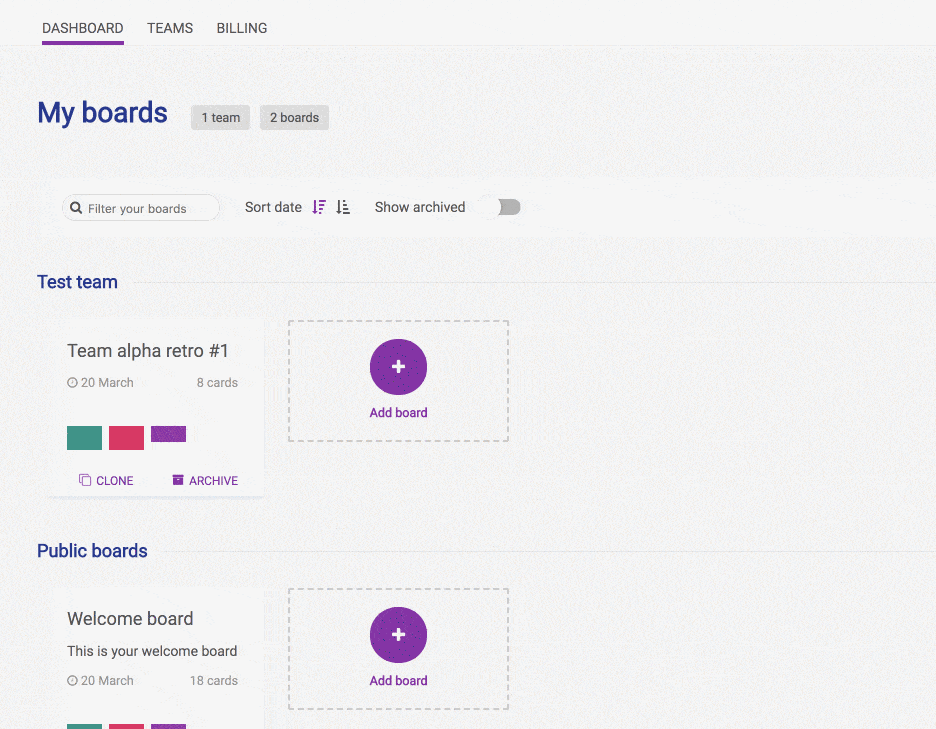 DASHBOARD TEAMS BILLING
My boards 1 team 2 boards
Filter your boards Sort date Show archived
Test team
Team alpha retro #1
20 March 8 cards
CLONE ARCHIVE
Add board
Public boards
Welcome board
This is your welcome board
20 March 18 cards
Add board